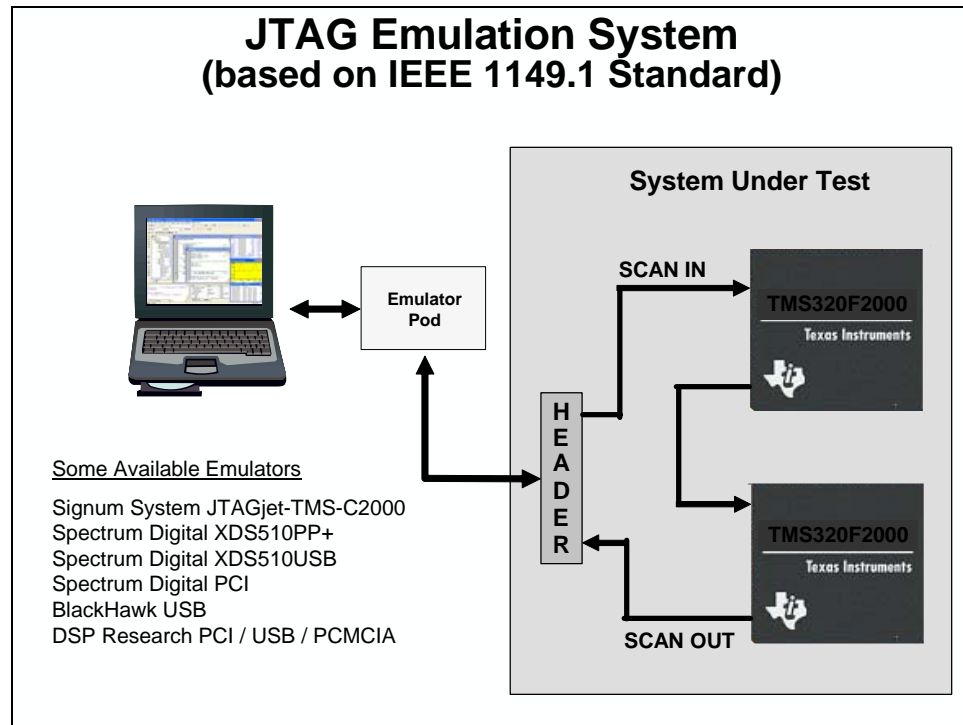 JTAG Emulation System
(based on IEEE 1149.1 Standard)
System Under Test
SCAN IN
TMS320F2000
Texas Instruments
Emulator
Pod
HEADER
Some Available Emulators
Signum System JTAGjet-TMS-C2000
Spectrum Digital XDS510PP+
Spectrum Digital XDS510USB
Spectrum Digital PCI
BlackHawk USB
DSP Research PCI / USB / PCMCIA
TMS320F2000
Texas Instruments
SCAN OUT